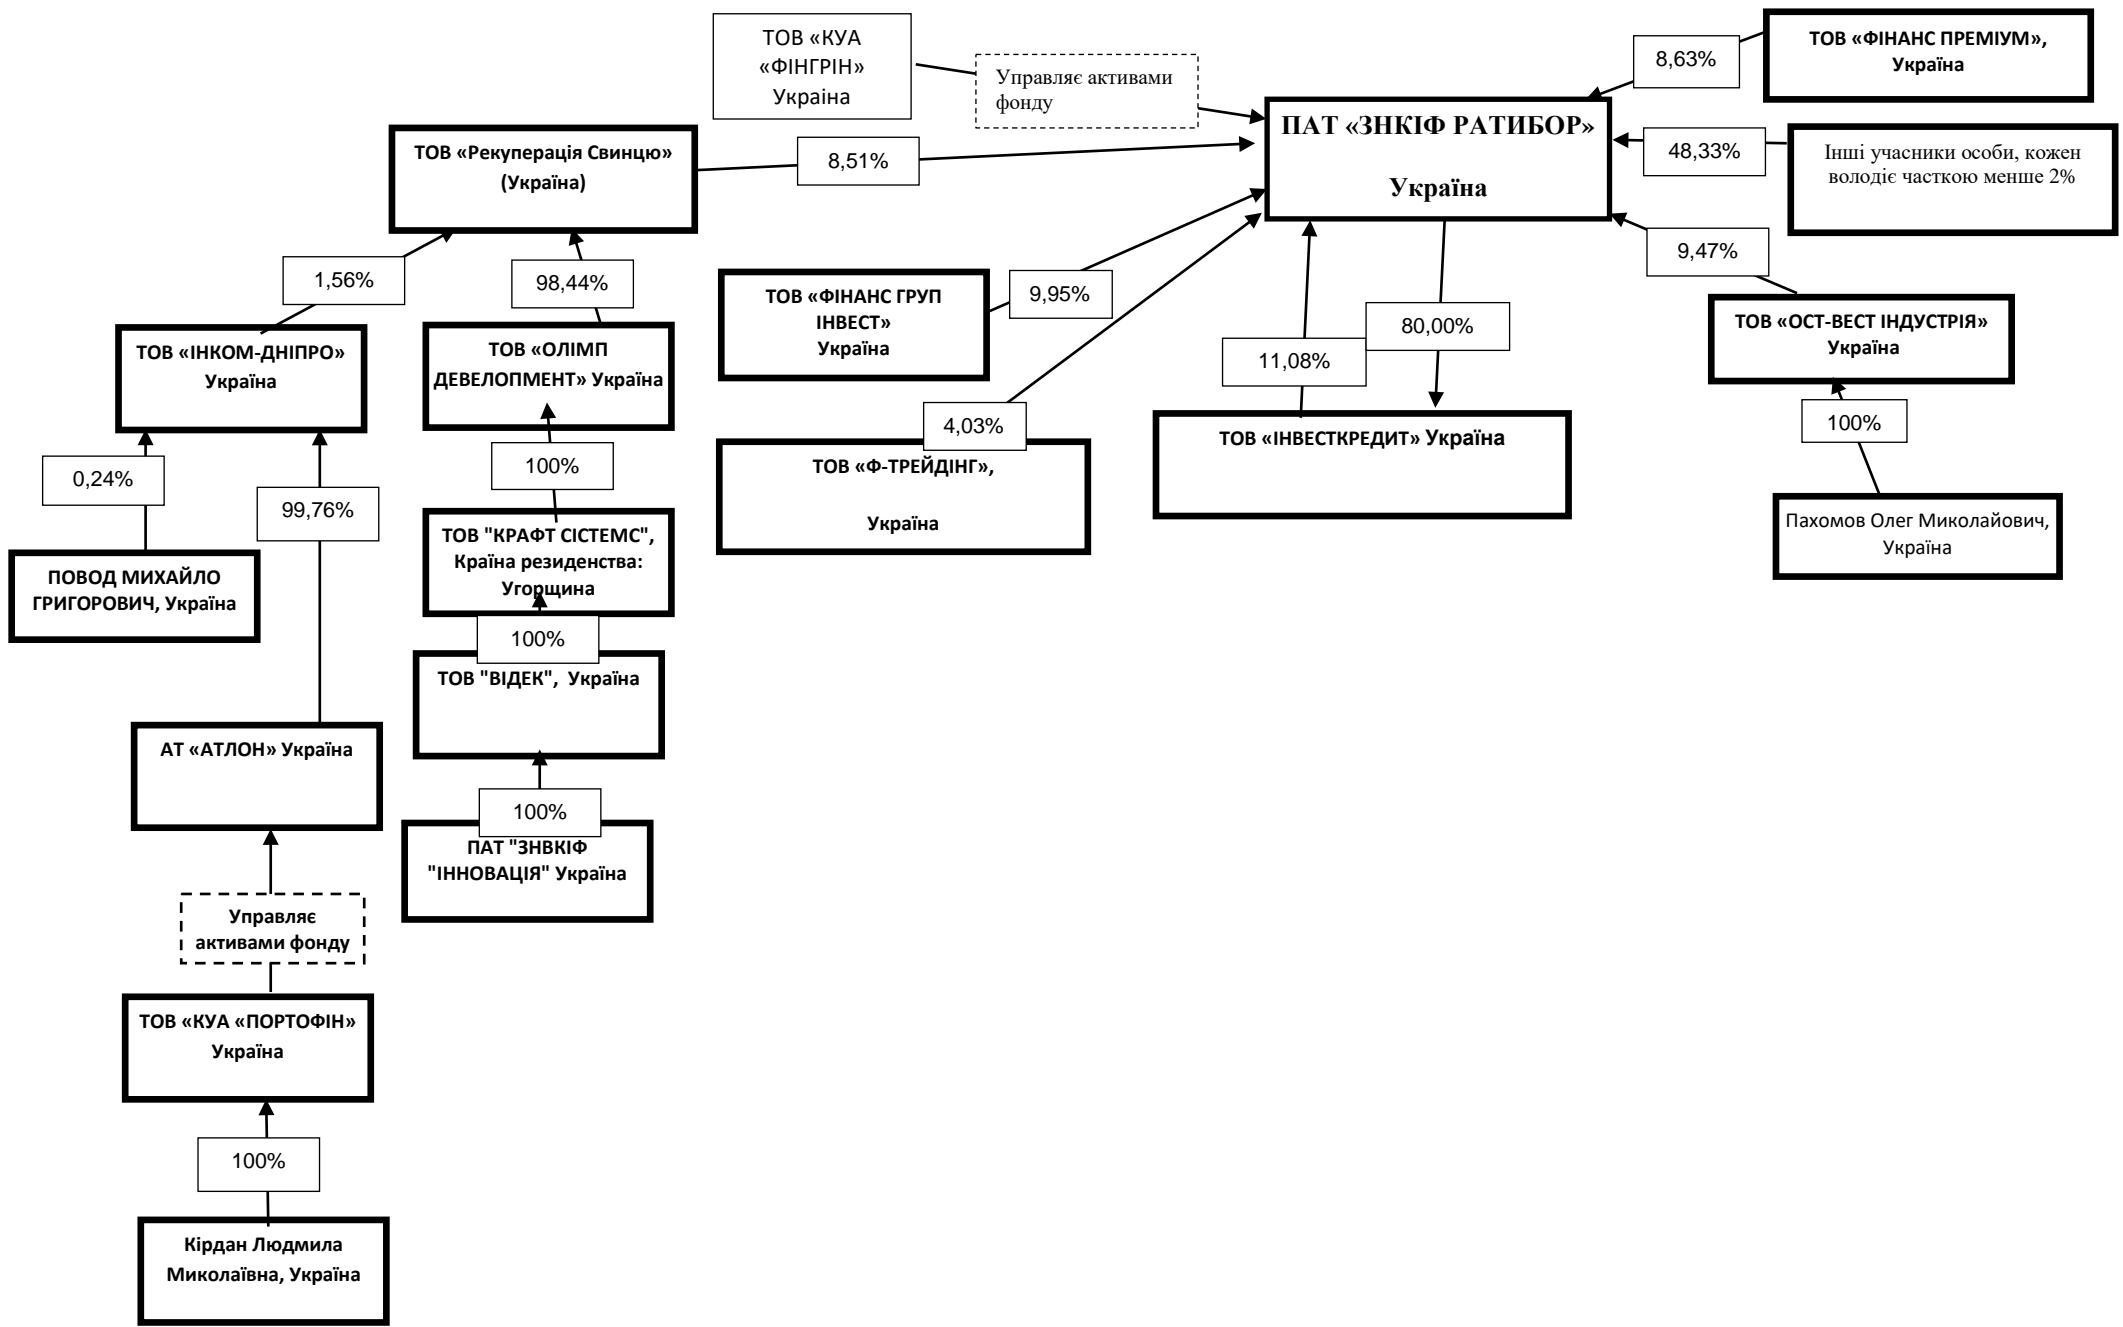 ТОВ «КУА
«ФІНГРІН»
Украіна
Управляє активами
фонду
8,63%
ТОВ «ФІНАНС ПРЕМІУМ»,
Україна
ПАТ «ЗНКІФ РАТИБОР»
Україна
ТОВ «Рекуперація Свинцю»
(Україна)
8,51%
48,33%
Інші учасники особи, кожен
володіє часткою менше 2%
9,47%
1,56%
98,44%
ТОВ «ФІНАНС ГРУП
ІНВЕСТ»
Україна
9,95%
80,00%
11,08%
ТОВ «ОСТ-ВЕСТ ІНДУСТРІЯ»
Україна
ТОВ «ІНКОМ-ДНІПРО»
Україна
ТОВ «ОЛІМП
ДЕВЕЛОПМЕНТ» Україна
4,03%
100%
ТОВ «Ф-ТРЕЙДІНГ»,
Україна
ТОВ «ІНВЕСТКРЕДИТ» Україна
0,24%
99,76%
100%
Пахомов Олег Миколайович,
Україна
ТОВ "КРАФТ СІСТЕМС",
Країна резиденства:
Угорщина
ПОВОД МИХАЙЛО
ГРИГОРОВИЧ, Україна
100%
ТОВ "ВІДЕК", Україна
АТ «АТЛОН» Україна
100%
ПАТ "ЗНВКІФ
"ІННОВАЦІЯ" Україна
Управляє
активами фонду
ТОВ «КУА «ПОРТОФІН»
Україна
100%
Кірдан Людмила
Миколаївна, Україна